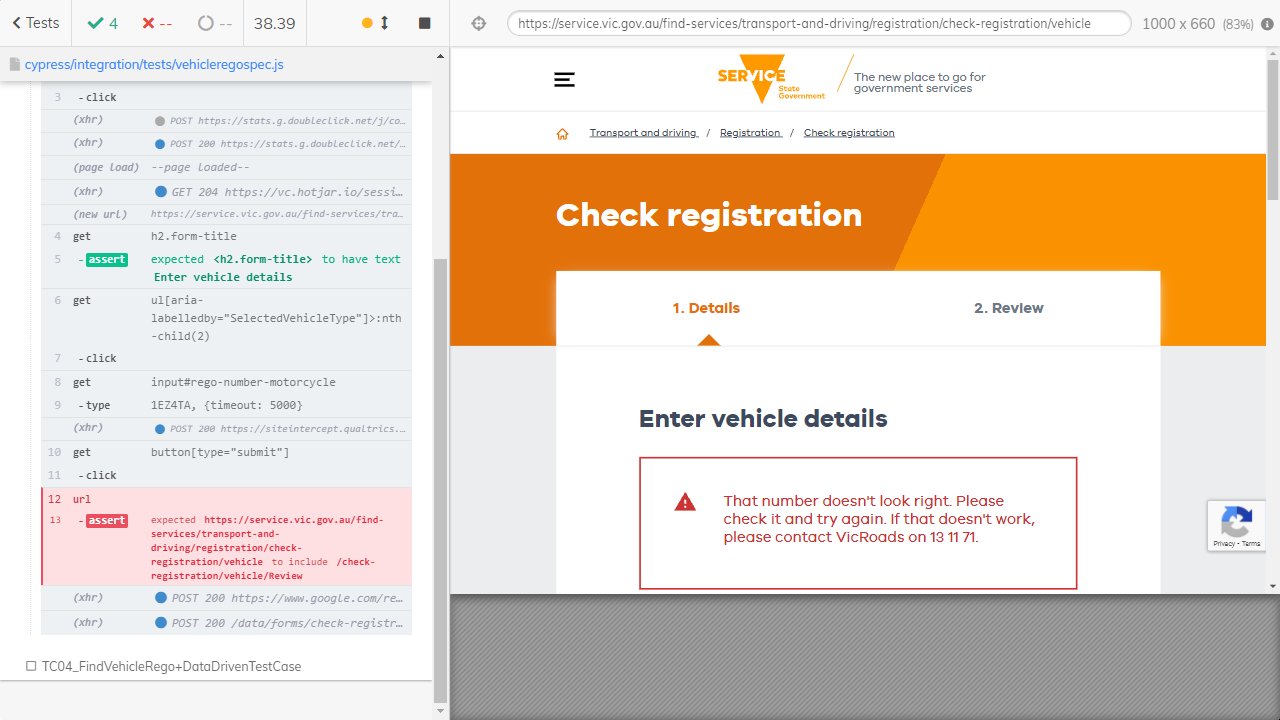 Tests
4
--
--
38.39
https://service.vic.gov.au/find-services/transport-and-driving/registration/check-registration/vehicle
1000 x 660 (83%)
cypress/integration/tests/vehicleregospec.js
3 - click
(xhr) POST https://stats.g.doubleclick.net/j/co...
(xhr) POST 200 https://stats.g.doubleclick.net/...
(page load) --page loaded--
(xhr) GET 204 https://vc.hotjar.io/sessi...
(new url) https://service.vic.gov.au/find-services/tra...
4 get h2.form-title
5 - assert expected <h2.form-title> to have text
Enter vehicle details
6 get ul[aria-
labelledby="SelectedVehicleType"]>:nth
-child(2)
7 - click
8 get input#rego-number-motorcycle
9 - type 1EZ4TA, {timeout: 5000}
(xhr) POST 200 https://siteintercept.qualtrics....
10 get button[type="submit"]
11 - click
12 url
13 - assert expected https://service.vic.gov.au/find-
services/transport-and-
driving/registration/check-
registration/vehicle to include /check-
registration/vehicle/Review
(xhr) POST 200 https://www.google.com/re...
(xhr) POST 200 /data/forms/check-registr...
TC04_FindVehicleRego+DataDrivenTestCase
SERVICE
State
Government
The new place to go for
government services
Transport and driving / Registration / Check registration
Check registration
1. Details
2. Review
Enter vehicle details
That number doesn't look right. Please
check it and try again. If that doesn't work,
please contact VicRoads on 13 11 71.
Privacy - Terms